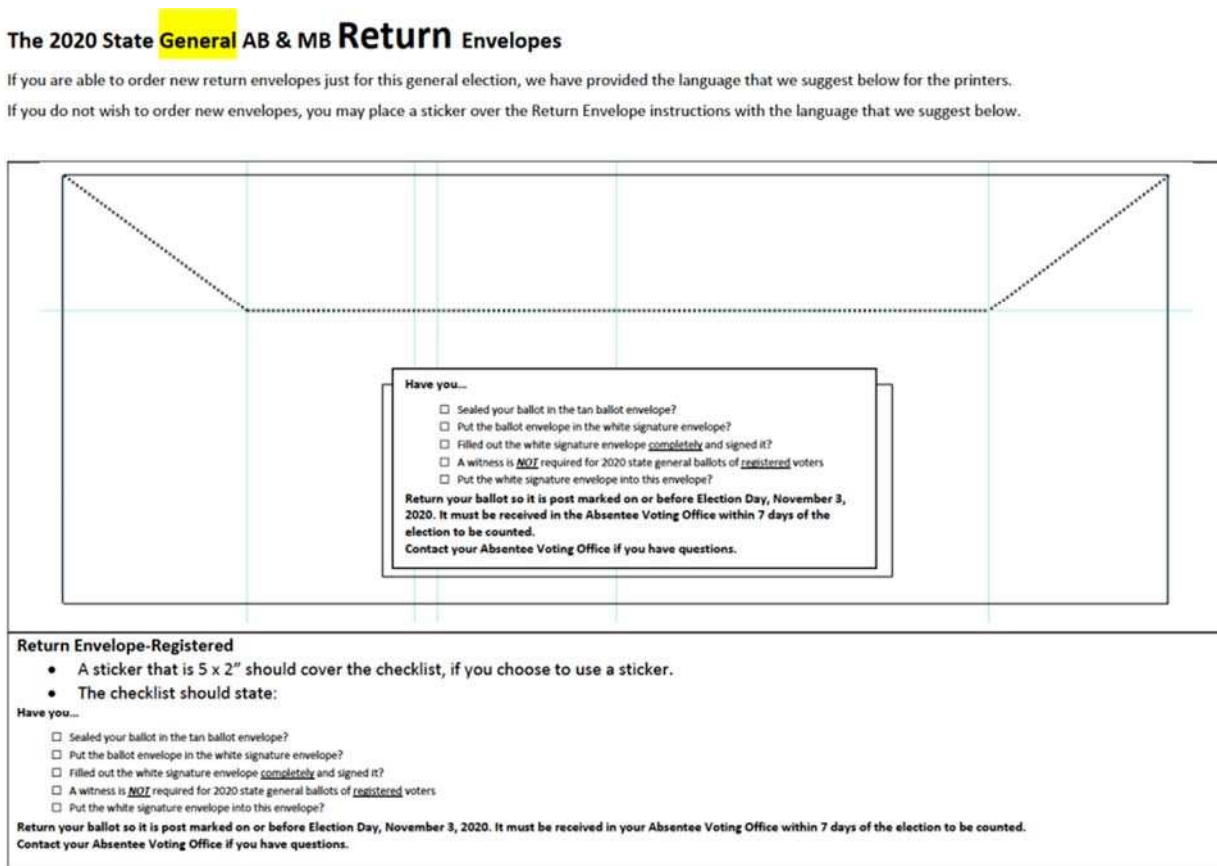 The 2020 State General AB & MB Return Envelopes
If you are able to order new return envelopes just for this general election, we have provided the language that we suggest below for the printers.
If you do not wish to order new envelopes, you may place a sticker over the Return Envelope instructions with the language that we suggest below.
Have you...
☐ Sealed your ballot in the tan ballot envelope?
☐ Put the ballot envelope in the white signature envelope?
☐ Filled out the white signature envelope completely and signed it?
☐ A witness is NOT required for 2020 state general ballots of registered voters
☐ Put the white signature envelope into this envelope?
Return your ballot so it is post marked on or before Election Day, November 3,
2020. It must be received in the Absentee Voting Office within 7 days of the
election to be counted.
Contact your Absentee Voting Office if you have questions.
Return Envelope-Registered
• A sticker that is 5 x 2" should cover the checklist, if you choose to use a sticker.
• The checklist should state:
Have you...
☐ Sealed your ballot in the tan ballot envelope?
☐ Put the ballot envelope in the white signature envelope?
☐ Filled out the white signature envelope completely and signed it?
☐ A witness is NOT required for 2020 state general ballots of registered voters
☐ Put the white signature envelope into this envelope?
Return your ballot so it is post marked on or before Election Day, November 3, 2020. It must be received in your Absentee Voting Office within 7 days of the election to be counted.
Contact your Absentee Voting Office if you have questions.